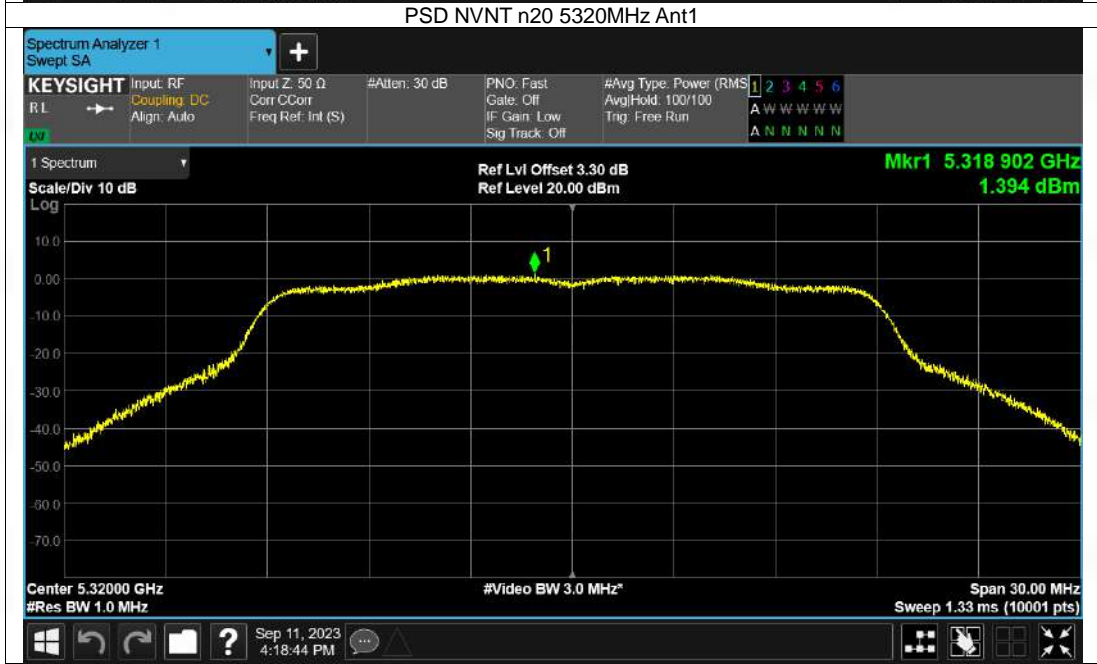 PSD NVNT n20 5320MHz Ant1
Spectrum Analyzer 1
Swept SA
+
KEYSIGHT Input: RF Input Z: 50 Ω #Atten: 30 dB PNO: Fast #Avg Type: Power (RMS 1 2 3 4 5 6
RL Coupling: DC Corr CCorr Gate: Off Avg|Hold: 100/100 A W W W W W
Align: Auto Freq Ref: Int (S) IF Gain: Low Trig: Free Run
LXI Sig Track: Off A N N N N N
1 Spectrum Ref Lvl Offset 3.30 dB Mkr1 5.318 902 GHz
Scale/Div 10 dB Ref Level 20.00 dBm 1.394 dBm
Log
10.0
1
0.00
-10.0
-20.0
-30.0
-40.0
-50.0
-60.0
-70.0
Center 5.32000 GHz #Video BW 3.0 MHz* Span 30.00 MHz
#Res BW 1.0 MHz Sweep 1.33 ms (10001 pts)
? Sep 11, 2023
4:18:44 PM